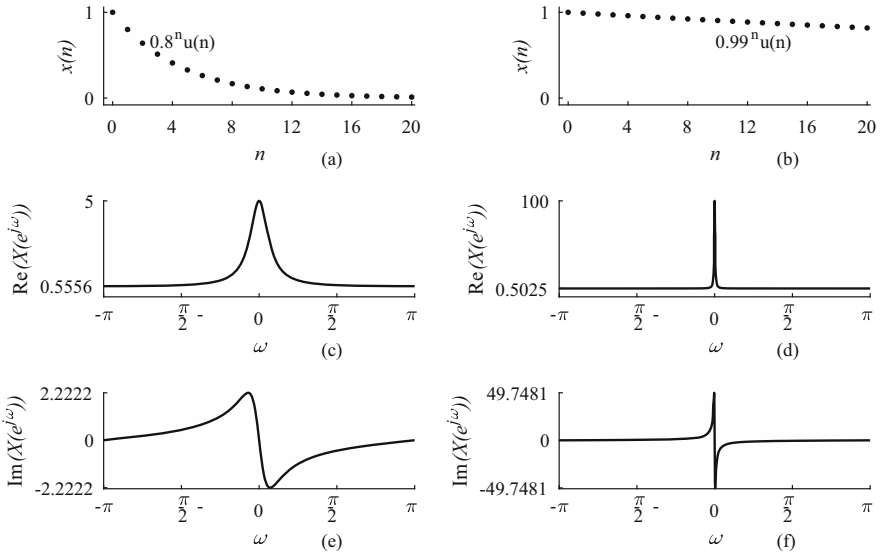 1
x(n)
0.8ⁿu(n)
0
0 4 8 12 16 20
n (a)
1
x(n)
0.99ⁿu(n)
0
0 4 8 12 16 20
n (b)
5
Re(X(e^{jω}))
0.5556
-π π/2 - 0 π/2 π
ω (c)
100
Re(X(e^{jω}))
0.5025
-π π/2 - 0 π/2 π
ω (d)
2.2222
Im(X(e^{jω}))
0
-2.2222
-π π/2 - 0 π/2 π
ω (e)
49.7481
Im(X(e^{jω}))
0
-49.7481
-π π/2 - 0 π/2 π
ω (f)